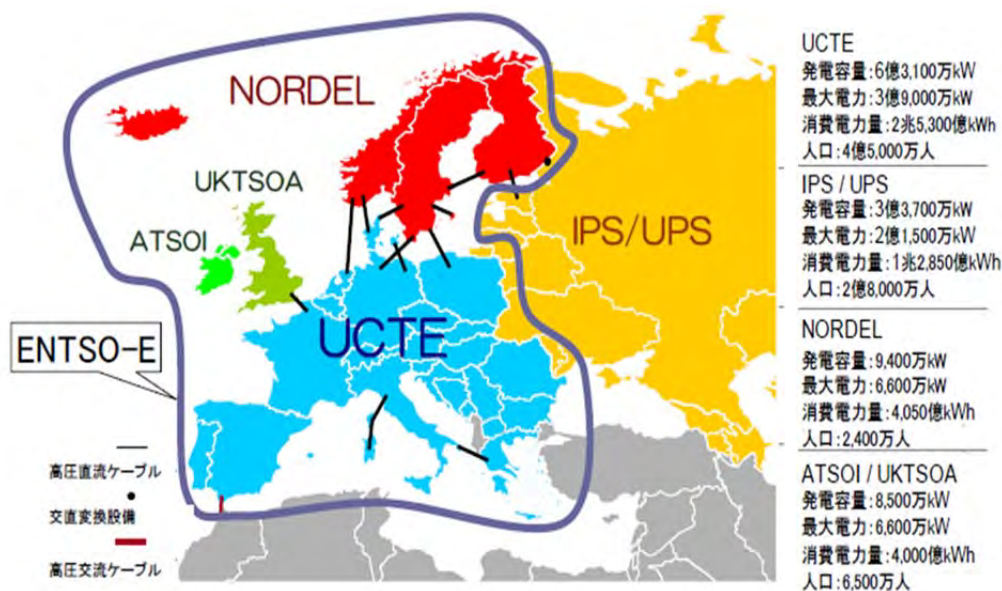 NORDEL
UKTSOA
ATSOI
IPS/UPS
UCTE
ENTSO-E
高圧直流ケーブル
交直変換設備
高圧交流ケーブル
UCTE
発電容量:6億3,100万kW
最大電力:3億9,000万kW
消費電力量:2兆5,300億kWh
人口:4億5,000万人
IPS / UPS
発電容量:3億3,700万kW
最大電力:2億1,500万kW
消費電力量:1兆2,850億kWh
人口:2億8,000万人
NORDEL
発電容量:9,400万kW
最大電力:6,600万kW
消費電力量:4,050億kWh
人口:2,400万人
ATSOI / UKTSOA
発電容量:8,500万kW
最大電力:6,600万kW
消費電力量:4,000億kWh
人口:6,500万人